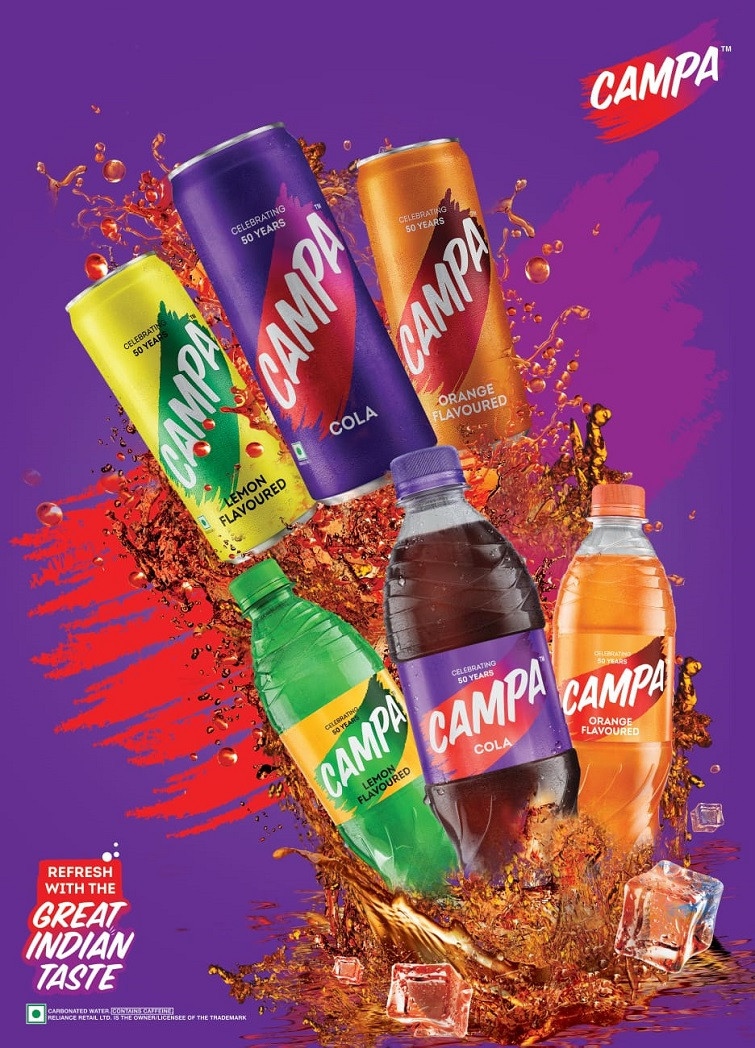 CAMPA™
CELEBRATING
50 YEARS
CAMPA™
COLA
CELEBRATING
50 YEARS
CAMPA
ORANGE
FLAVOURED
CELEBRATING
50 YEARS
CAMPA™
LEMON
FLAVOURED
CELEBRATING
50 YEARS
CAMPA
LEMON
FLAVOURED
CELEBRATING
50 YEARS
CAMPA™
COLA
CELEBRATING
50 YEARS
CAMPA
ORANGE
FLAVOURED
REFRESH
WITH THE
GREAT
INDIAN
TASTE
CARBONATED WATER. CONTAINS CAFFEINE.
RELIANCE RETAIL LTD. IS THE OWNER/LICENSEE OF THE TRADEMARK